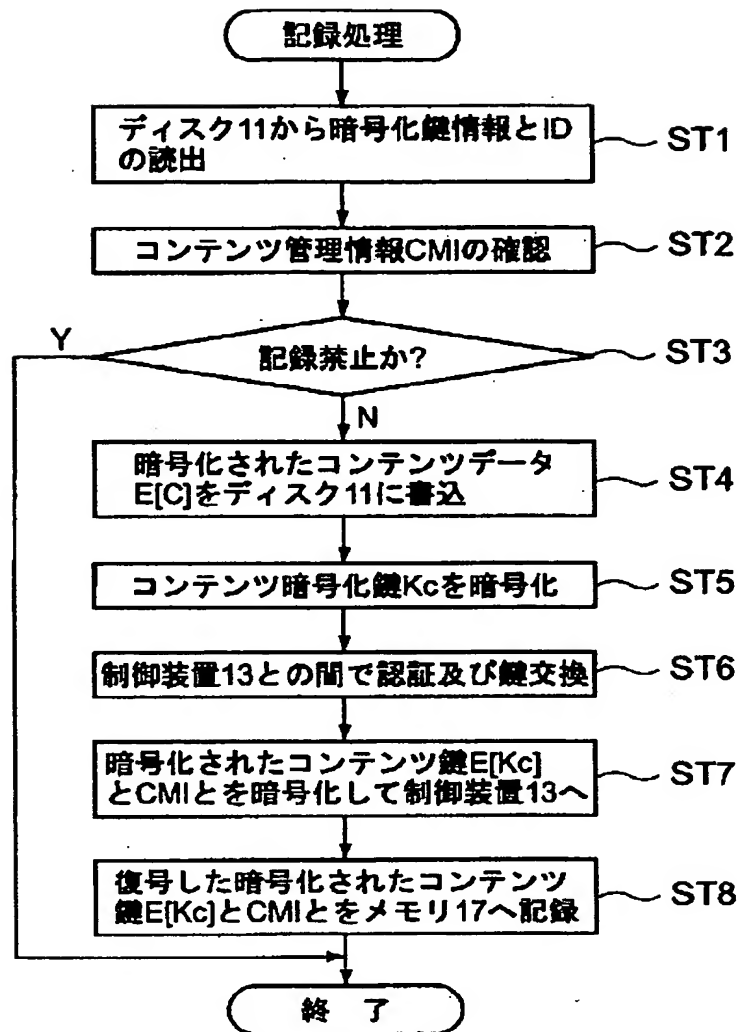 記録処理
ディスク11から暗号化鍵情報とID
の読出
ST1
コンテンツ管理情報CMIの確認
ST2
Y
記録禁止か?
ST3
N
暗号化されたコンテンツデータ
E[C]をディスク11に書込
ST4
コンテンツ暗号化鍵Kcを暗号化
ST5
制御装置13との間で認証及び鍵交換
ST6
暗号化されたコンテンツ鍵E[Kc]
とCMIとを暗号化して制御装置13へ
ST7
復号した暗号化されたコンテンツ
鍵E[Kc]とCMIとをメモリ17へ記録
ST8
終 了